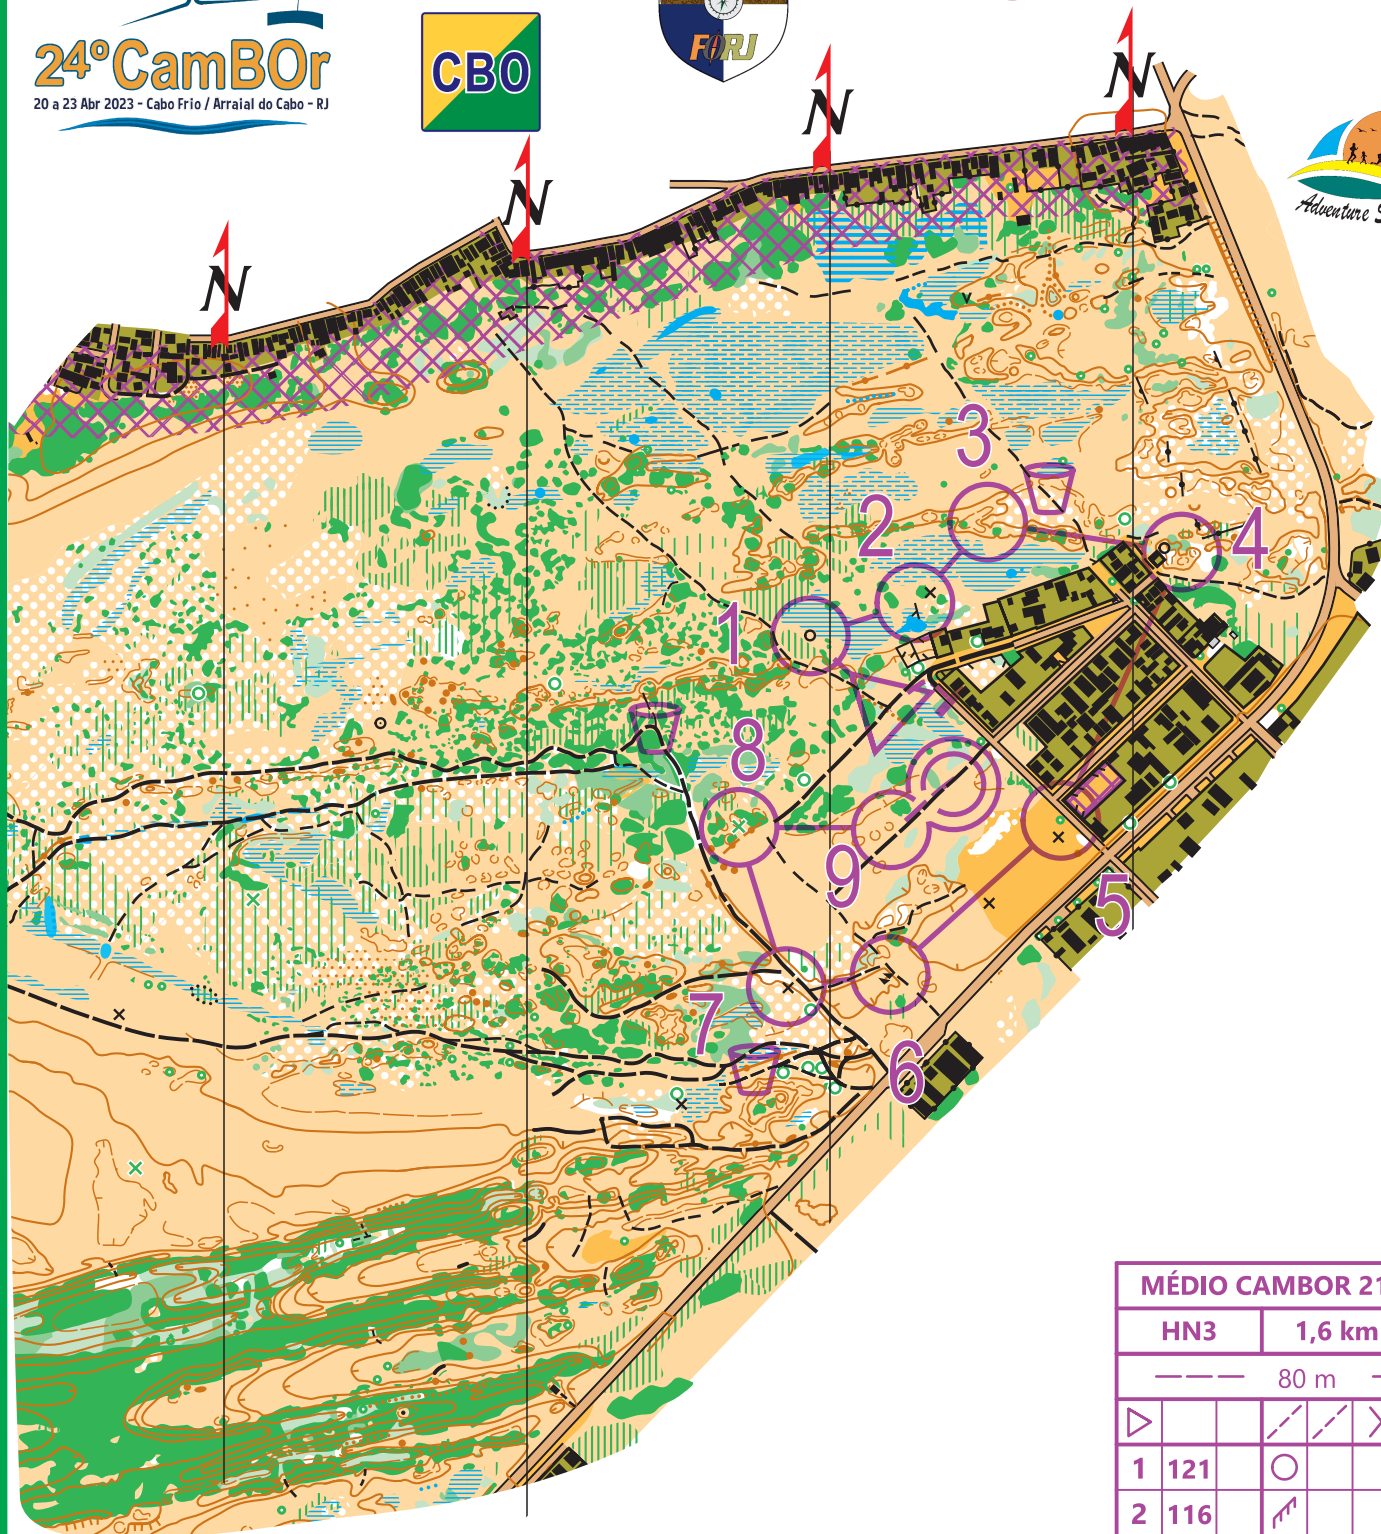 24ºCamBOr
20 a 23 Abr 2023 - Cabo Frio / Arraial do Cabo - RJ
CBO
FORJ
N
N
N
N
Adventure
3
2
4
1
8
9
5
7
6
MÉDIO CAMBOR 21
HN3 1,6 km
80 m
1 121
2 116